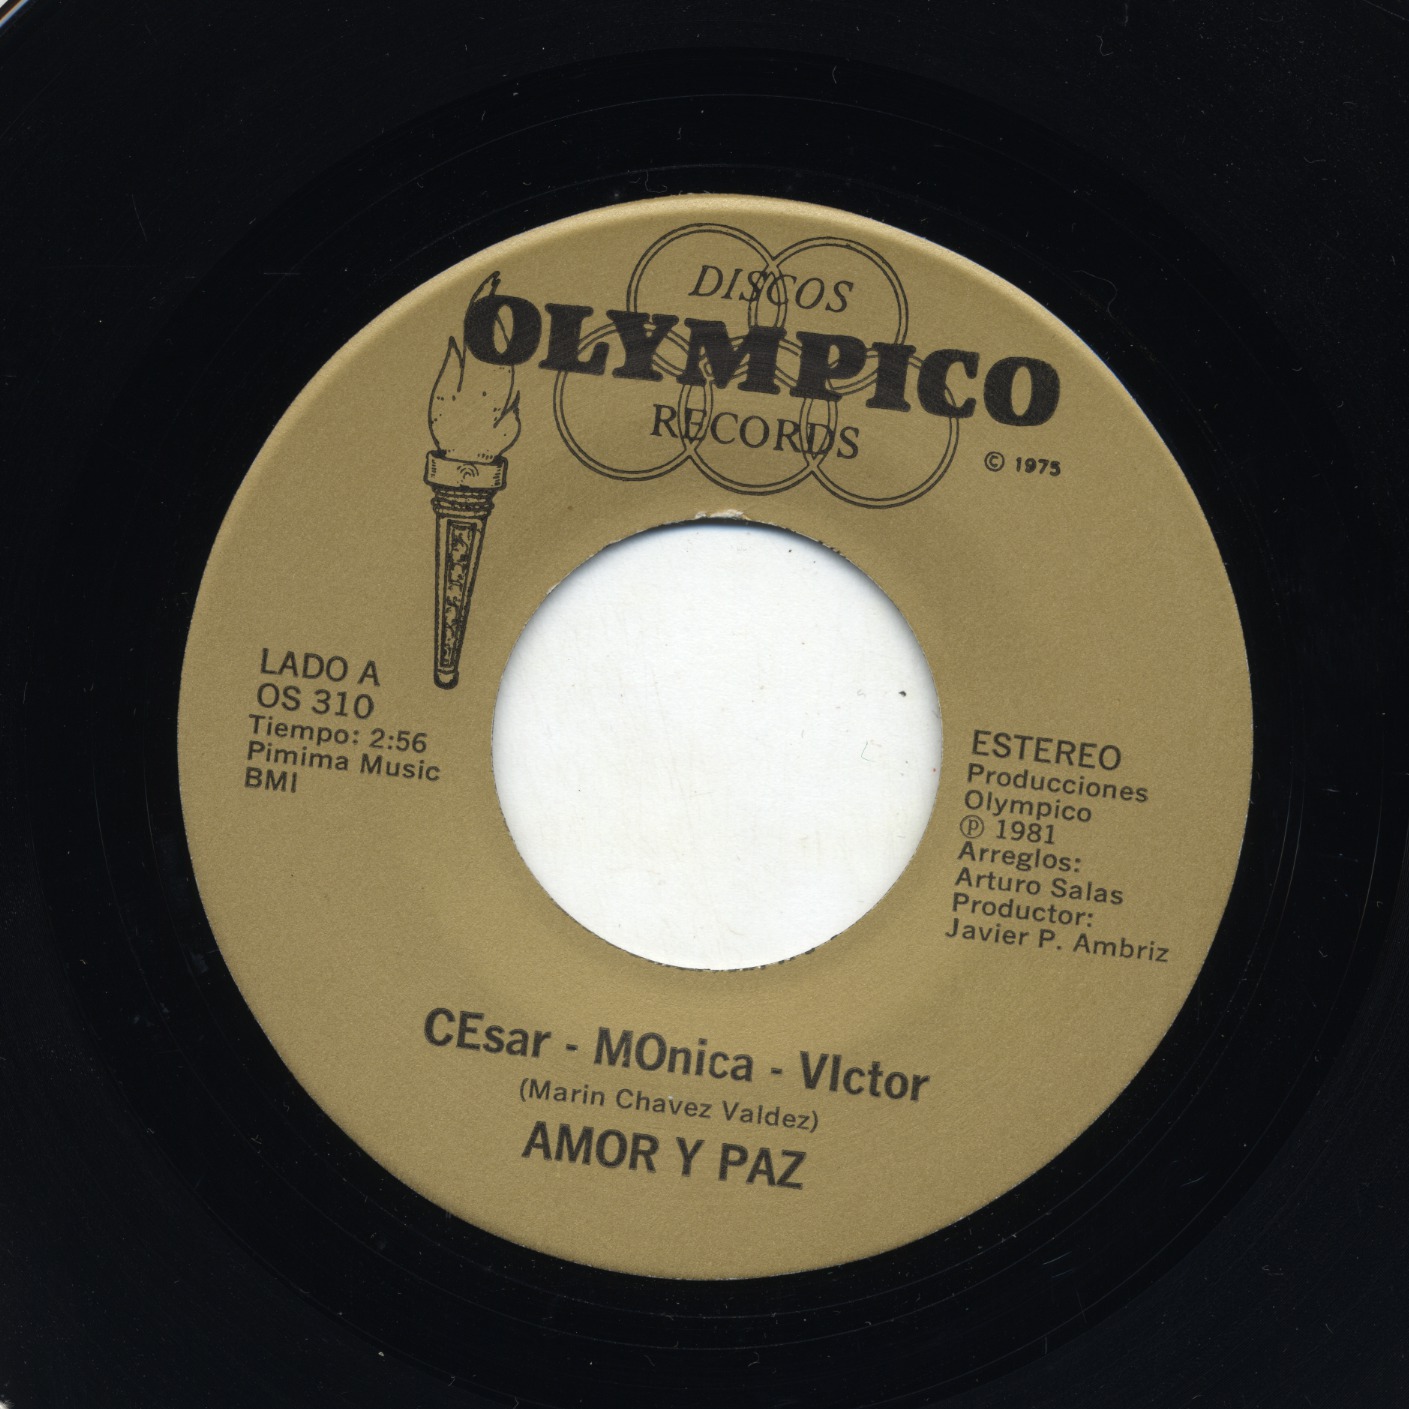 DISCOS
OLYMPICO
RECORDS
© 1975
LADO A
OS 310
Tiempo: 2:56
Pimima Music
BMI
ESTEREO
Producciones
Olympico
℗ 1981
Arreglos:
Arturo Salas
Productor:
Javier P. Ambriz
CEsar - MOnica - VIctor
(Marin Chavez Valdez)
AMOR Y PAZ